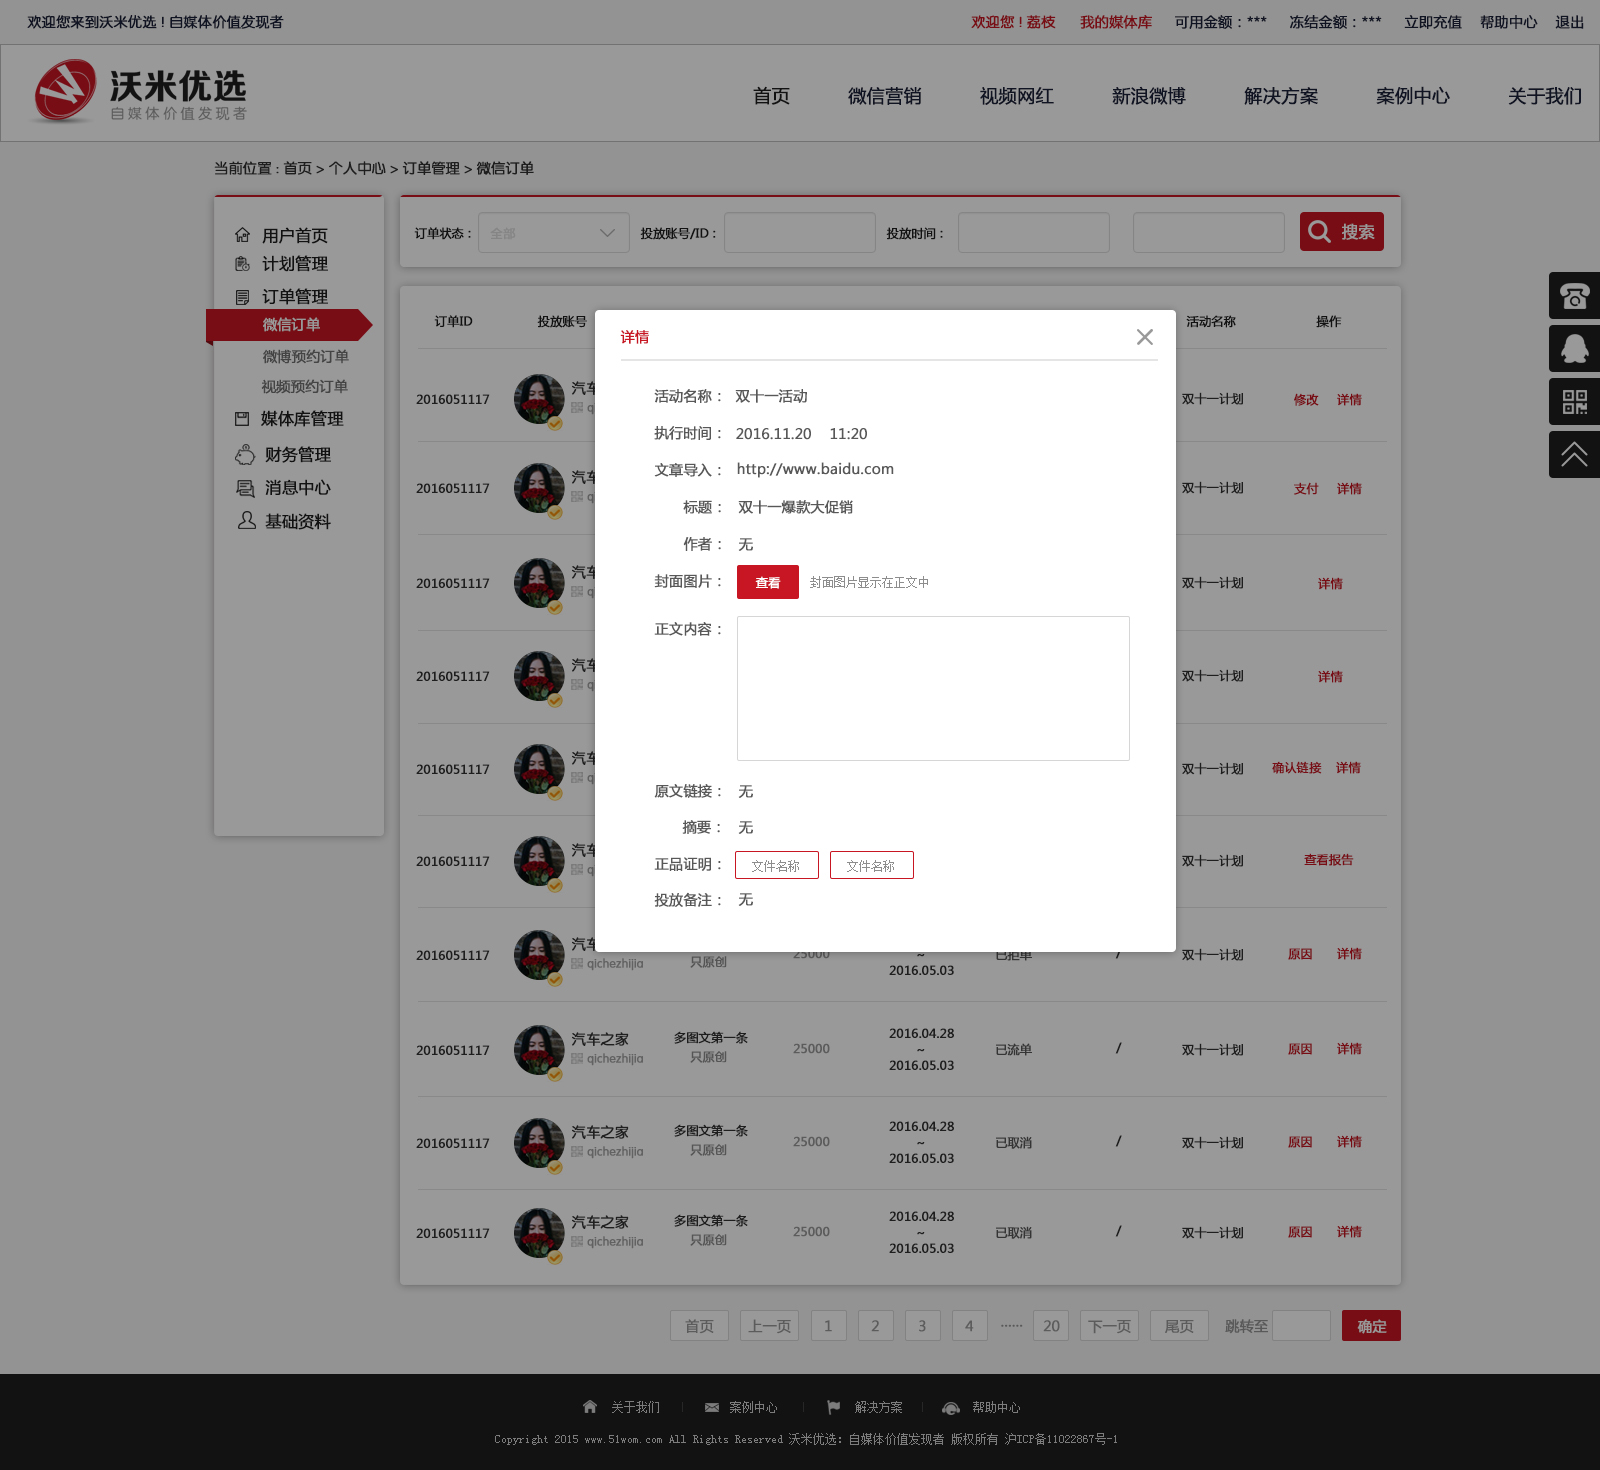 欢迎您来到沃米优选 ! 自媒体价值发现者
欢迎您 ! 荔枝 我的媒体库 可用金额：*** 冻结金额：*** 立即充值 帮助中心 退出
沃米优选
自媒体价值发现者
首页 微信营销 视频网红 新浪微博 解决方案 案例中心 关于我们
当前位置 : 首页 > 个人中心 > 订单管理 > 微信订单
用户首页
计划管理
订单管理
微信订单
微博预约订单
视频预约订单
媒体库管理
财务管理
消息中心
基础资料
订单状态： 全部 投放账号/ID： 投放时间： 搜索
订单ID 投放账号 活动名称 操作
2016051117 汽车 双十一计划 修改 详情
2016051117 汽车 双十一计划 支付 详情
2016051117 汽车 双十一计划 详情
2016051117 汽车 双十一计划 详情
2016051117 汽车 双十一计划 确认链接 详情
2016051117 汽车 双十一计划 查看报告
详情
活动名称： 双十一活动
执行时间： 2016.11.20 11:20
文章导入： http://www.baidu.com
标题： 双十一爆款大促销
作者： 无
封面图片： 查看 封面图片显示在正文中
正文内容：
原文链接： 无
摘要： 无
正品证明： 文件名称 文件名称
投放备注： 无
2016051117 汽车 25000 ~ 已拒单 / 双十一计划 原因 详情
qichezhijia 只原创 2016.05.03
2016051117 汽车之家 多图文第一条 25000 2016.04.28 已流单 / 双十一计划 原因 详情
qichezhijia 只原创 ~
2016.05.03
2016051117 汽车之家 多图文第一条 25000 2016.04.28 已取消 / 双十一计划 原因 详情
qichezhijia 只原创 ~
2016.05.03
2016051117 汽车之家 多图文第一条 25000 2016.04.28 已取消 / 双十一计划 原因 详情
qichezhijia 只原创 ~
2016.05.03
首页 上一页 1 2 3 4 ······ 20 下一页 尾页 跳转至 确定
关于我们 案例中心 解决方案 帮助中心
Copyright 2015 www.51wom.com All Rights Reserved 沃米优选：自媒体价值发现者 版权所有 沪ICP备11022867号-1